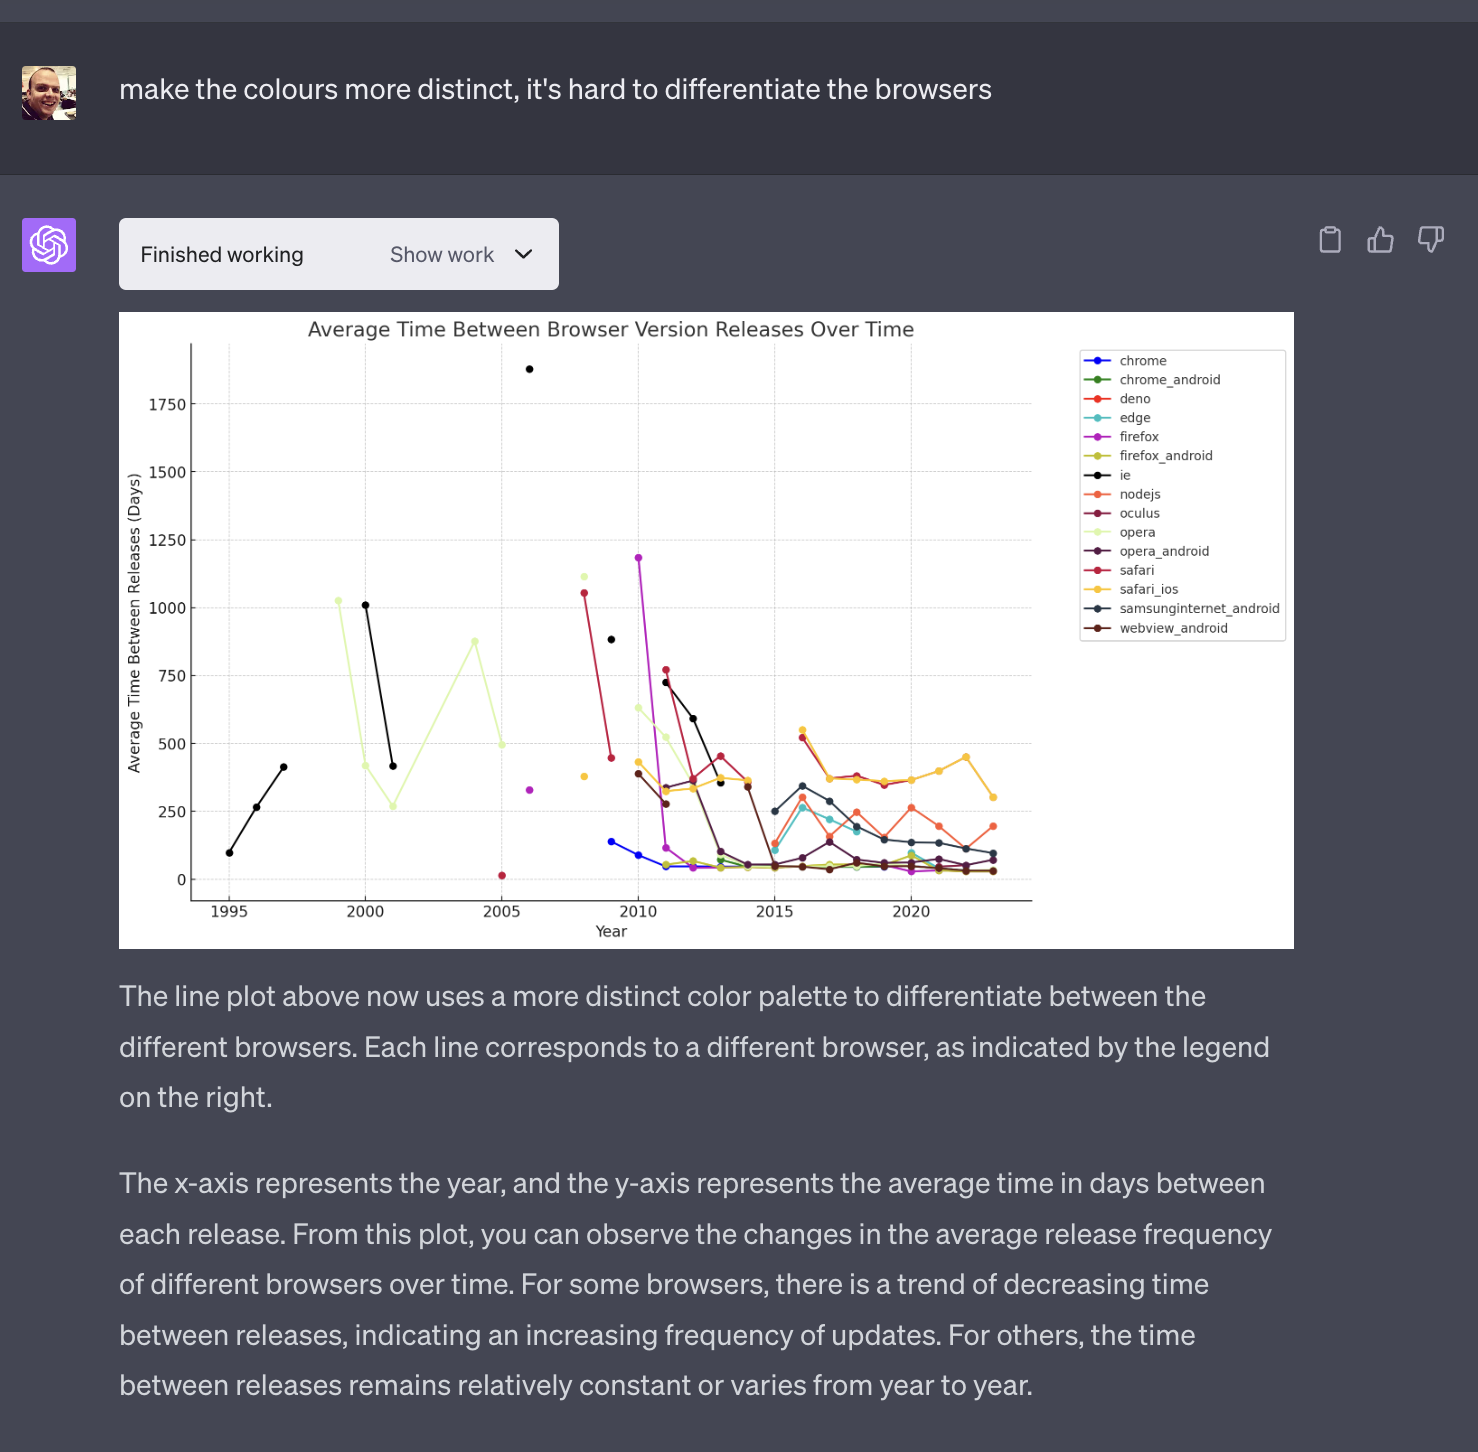 make the colours more distinct, it's hard to differentiate the browsers
Finished working
Show work
Average Time Between Browser Version Releases Over Time
Average Time Between Releases (Days)
1750
1500
1250
1000
750
500
250
0
1995
2000
2005
2010
2015
2020
Year
chrome
chrome_android
deno
edge
firefox
firefox_android
ie
nodejs
oculus
opera
opera_android
safari
safari_ios
samsunginternet_android
webview_android
The line plot above now uses a more distinct color palette to differentiate between the
different browsers. Each line corresponds to a different browser, as indicated by the legend
on the right.
The x-axis represents the year, and the y-axis represents the average time in days between
each release. From this plot, you can observe the changes in the average release frequency
of different browsers over time. For some browsers, there is a trend of decreasing time
between releases, indicating an increasing frequency of updates. For others, the time
between releases remains relatively constant or varies from year to year.